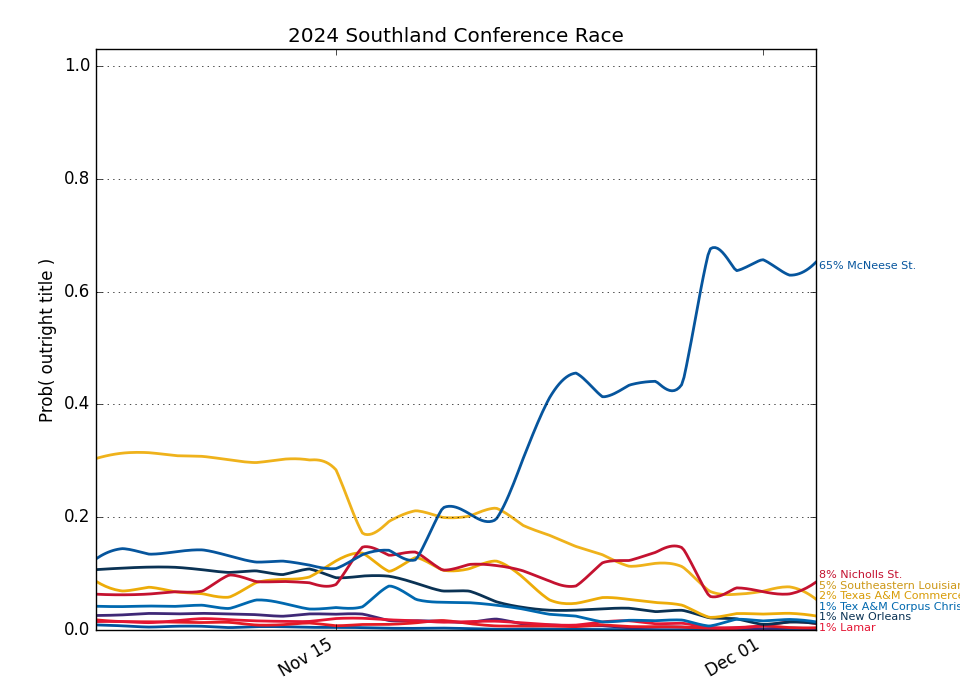 2024 Southland Conference Race
Prob( outright title )
1.0
0.8
0.6
0.4
0.2
0.0
Nov 15
Dec 01
65% McNeese St.
8% Nicholls St.
5% Southeastern Louisian
2% Texas A&M Commerc
1% Tex A&M Corpus Chris
1% New Orleans
1% Lamar